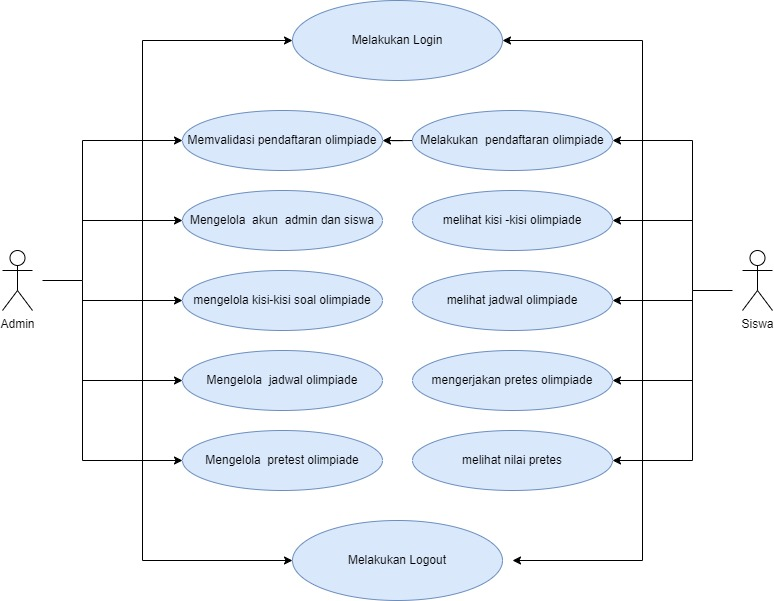 Melakukan Login
Memvalidasi pendaftaran olimpiade
Melakukan pendaftaran olimpiade
Mengelola akun admin dan siswa
melihat kisi -kisi olimpiade
mengelola kisi-kisi soal olimpiade
melihat jadwal olimpiade
Admin
Siswa
Mengelola jadwal olimpiade
mengerjakan pretes olimpiade
Mengelola pretest olimpiade
melihat nilai pretes
Melakukan Logout